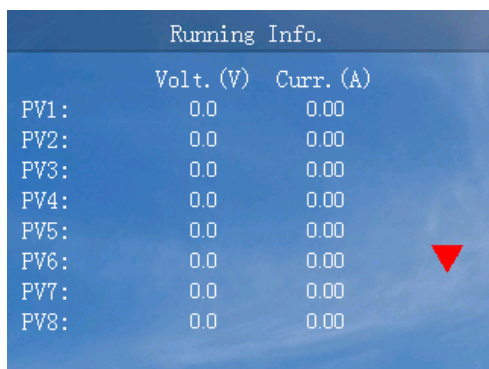 Running Info.
Volt.(V) Curr.(A)
PV1: 0.0 0.00
PV2: 0.0 0.00
PV3: 0.0 0.00
PV4: 0.0 0.00
PV5: 0.0 0.00
PV6: 0.0 0.00
PV7: 0.0 0.00
PV8: 0.0 0.00